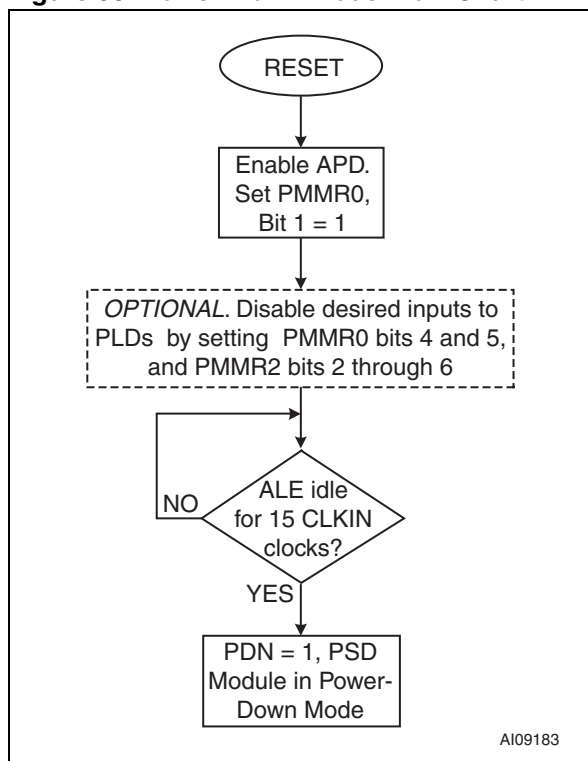 RESET
Enable APD.
Set PMMR0,
Bit 1 = 1
OPTIONAL. Disable desired inputs to
PLDs by setting PMMR0 bits 4 and 5,
and PMMR2 bits 2 through 6
ALE idle
for 15 CLKIN
clocks?
NO
YES
PDN = 1, PSD
Module in Power-
Down Mode
AI09183